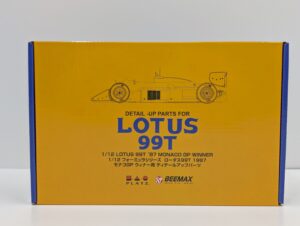 DETAIL-UP PARTS FOR
LOTUS
99T
1/12 LOTUS 99T '87 MONACO GP WINNER
1/12 フォーミュラシリーズ ロータス99T 1987
モナコGP ウィナー用 ディテールアップパーツ
PLATZ
BEEMAX